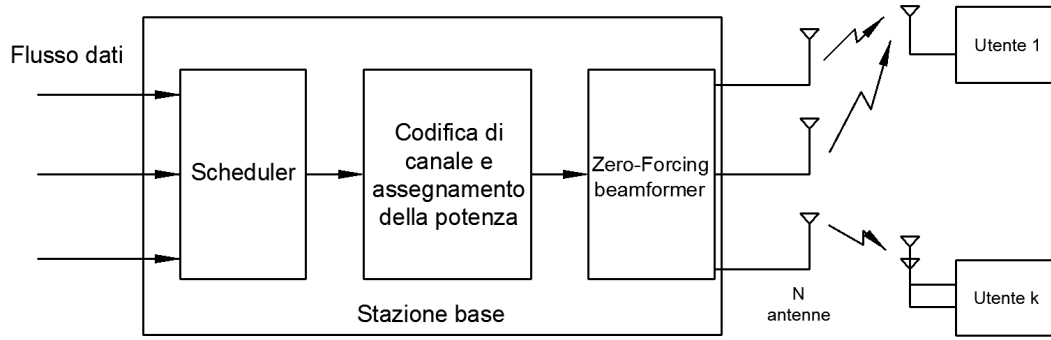 Flusso dati
Scheduler
Codifica di
canale e
assegnamento
della potenza
Zero-Forcing
beamformer
Stazione base
N
antenne
Utente 1
Utente k